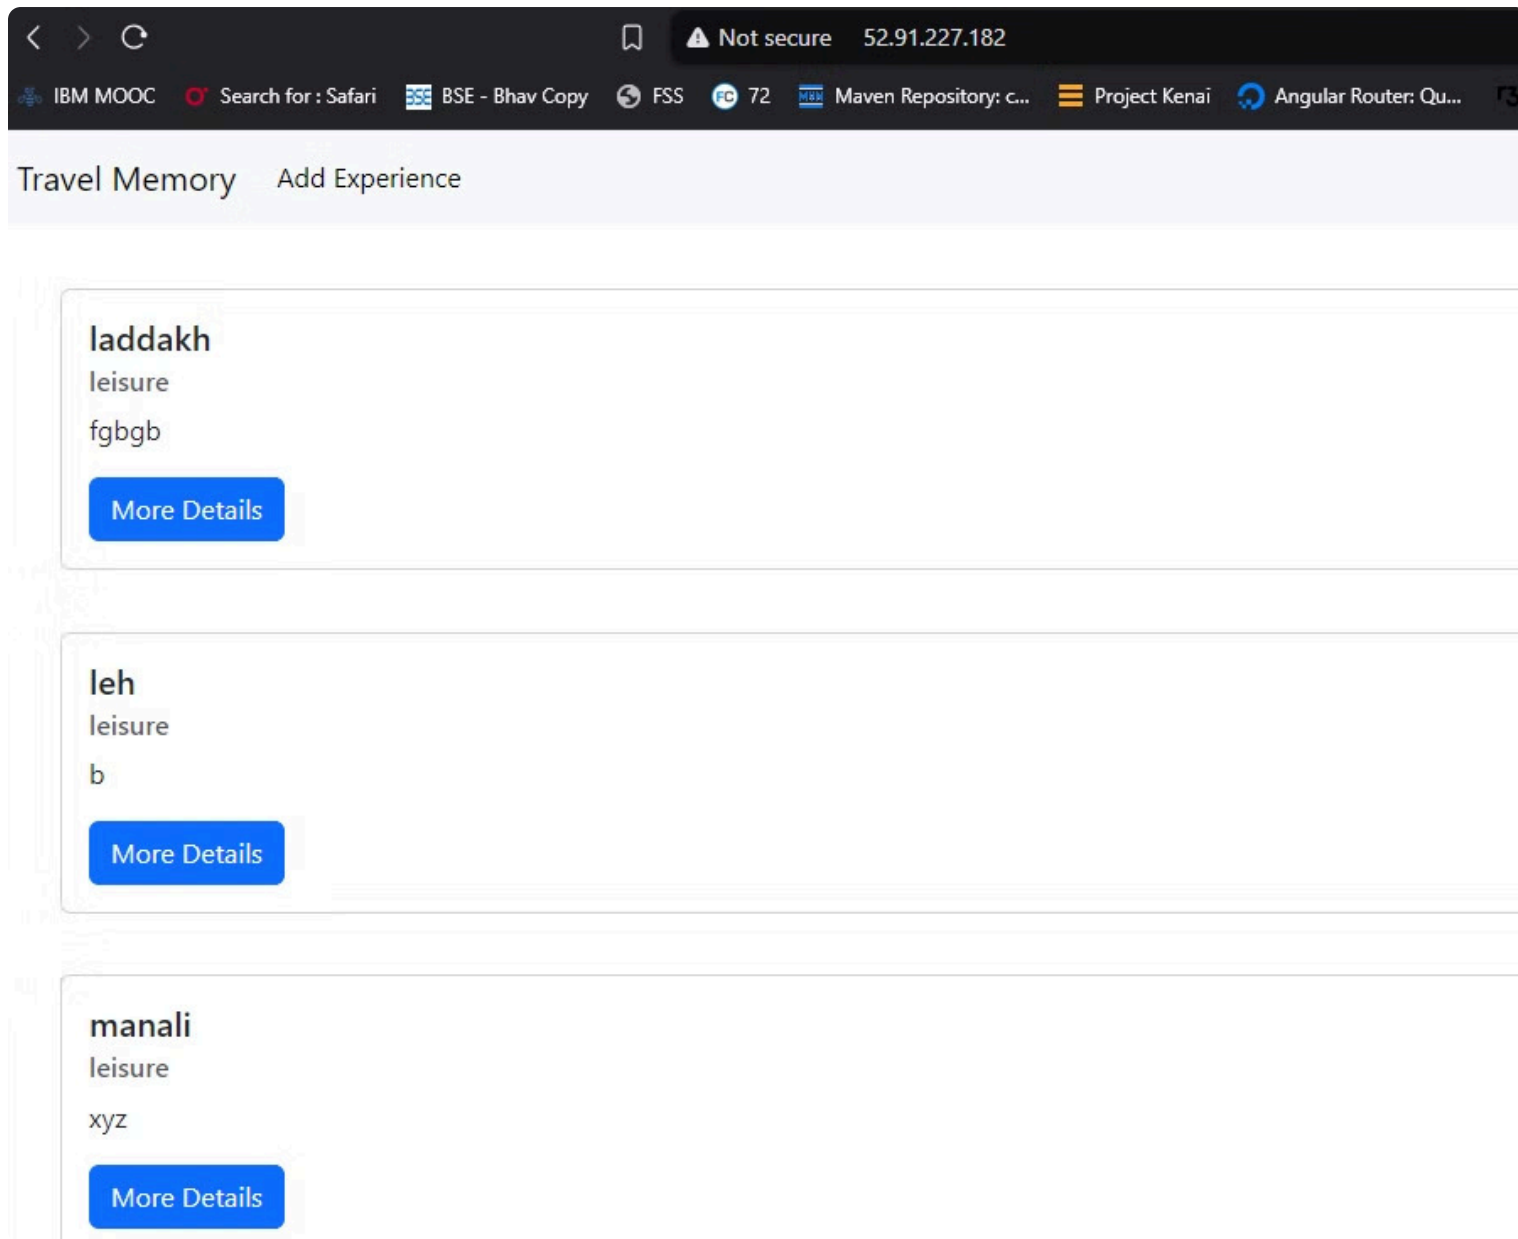 Not secure 52.91.227.182
IBM MOOC Search for : Safari BSE BSE - Bhav Copy FSS FC 72 Maven Repository: c... Project Kenai Angular Router: Qu...
Travel Memory Add Experience
laddakh
leisure
fgbgb
More Details
leh
leisure
b
More Details
manali
leisure
xyz
More Details